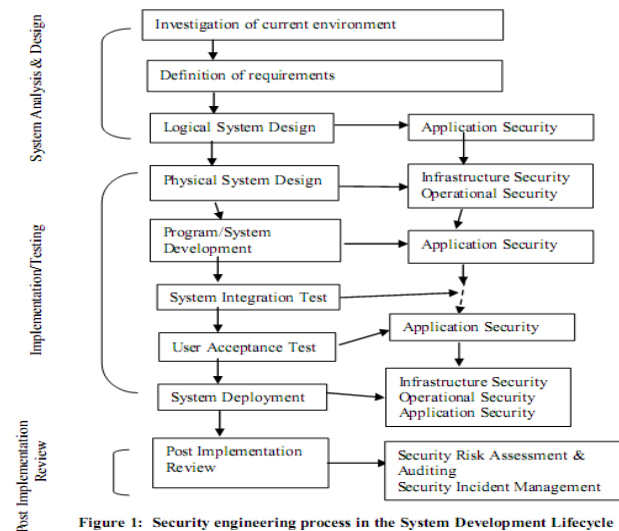 System Analysis & Design
Investigation of current environment
Definition of requirements
Logical System Design
Application Security
Implementation/Testing
Physical System Design
Infrastructure Security
Operational Security
Program/System
Development
Application Security
System Integration Test
User Acceptance Test
Application Security
System Deployment
Infrastructure Security
Operational Security
Application Security
Post Implementation
Review
Post Implementation
Review
Security Risk Assessment &
Auditing
Security Incident Management
Figure 1: Security engineering process in the System Development Lifecycle